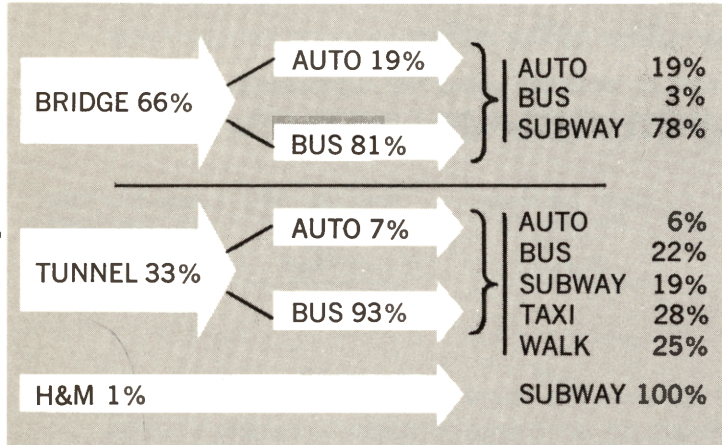 BRIDGE 66%
AUTO 19%
BUS 81%
AUTO 19%
BUS 3%
SUBWAY 78%
TUNNEL 33%
AUTO 7%
BUS 93%
AUTO 6%
BUS 22%
SUBWAY 19%
TAXI 28%
WALK 25%
H&M 1%
SUBWAY 100%